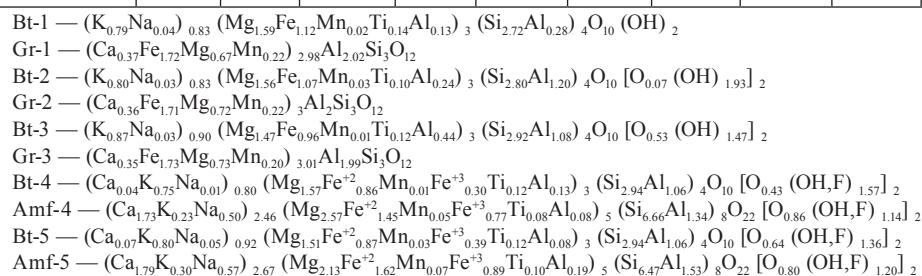 Bt-1 — (K₀.₇₉Na₀.₀₄) ₀.₈₃ (Mg₁.₅₉Fe₁.₁₂Mn₀.₀₂Ti₀.₁₄Al₀.₁₃) ₃ (Si₂.₇₂Al₀.₂₈) ₄O₁₀ (OH) ₂
Gr-1 — (Ca₀.₃₇Fe₁.₇₂Mg₀.₆₇Mn₀.₂₂) ₂.₉₈Al₂.₀₂Si₃O₁₂
Bt-2 — (K₀.₈₀Na₀.₀₃) ₀.₈₃ (Mg₁.₅₆Fe₁.₀₇Mn₀.₀₃Ti₀.₁₀Al₀.₂₄) ₃ (Si₂.₈₀Al₁.₂₀) ₄O₁₀ [O₀.₀₇ (OH) ₁.₉₃] ₂
Gr-2 — (Ca₀.₃₆Fe₁.₇₁Mg₀.₇₂Mn₀.₂₂) ₃Al₂Si₃O₁₂
Bt-3 — (K₀.₈₇Na₀.₀₃) ₀.₉₀ (Mg₁.₄₇Fe₀.₉₆Mn₀.₀₁Ti₀.₁₂Al₀.₄₄) ₃ (Si₂.₉₂Al₁.₀₈) ₄O₁₀ [O₀.₅₃ (OH) ₁.₄₇] ₂
Gr-3 — (Ca₀.₃₅Fe₁.₇₃Mg₀.₇₃Mn₀.₂₀) ₃.₀₁Al₁.₉₉Si₃O₁₂
Bt-4 — (Ca₀.₀₄K₀.₇₅Na₀.₀₁) ₀.₈₀ (Mg₁.₅₇Fe⁺²₀.₈₆Mn₀.₀₁Fe⁺³₀.₃₀Ti₀.₁₂Al₀.₁₃) ₃ (Si₂.₉₄Al₁.₀₆) ₄O₁₀ [O₀.₄₃ (OH,F) ₁.₅₇] ₂
Amf-4 — (Ca₁.₇₃K₀.₂₃Na₀.₅₀) ₂.₄₆ (Mg₂.₅₇Fe⁺²₁.₄₅Mn₀.₀₅Fe⁺³₀.₇₇Ti₀.₀₈Al₀.₀₈) ₅ (Si₆.₆₆Al₁.₃₄) ₈O₂₂ [O₀.₈₆ (OH,F) ₁.₁₄] ₂
Bt-5 — (Ca₀.₀₇K₀.₈₀Na₀.₀₅) ₀.₉₂ (Mg₁.₅₁Fe⁺²₀.₈₇Mn₀.₀₃Fe⁺³₀.₃₉Ti₀.₁₂Al₀.₀₈) ₃ (Si₂.₉₄Al₁.₀₆) ₄O₁₀ [O₀.₆₄ (OH,F) ₁.₃₆] ₂
Amf-5 — (Ca₁.₇₉K₀.₃₀Na₀.₅₇) ₂.₆₇ (Mg₂.₁₃Fe⁺²₁.₆₂Mn₀.₀₇Fe⁺³₀.₈₉Ti₀.₁₀Al₀.₁₉) ₅ (Si₆.₄₇Al₁.₅₃) ₈O₂₂ [O₀.₈₀ (OH,F) ₁.₂₀] ₂